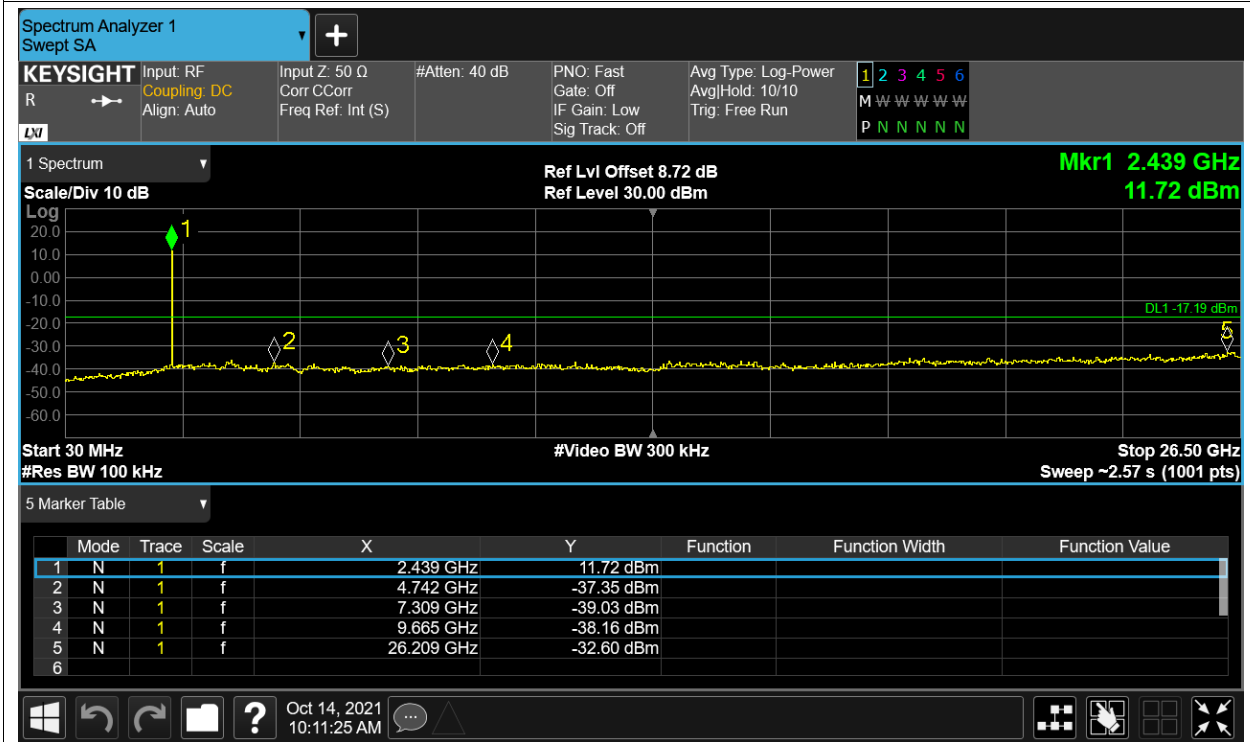 Spectrum Analyzer 1
Swept SA
KEYSIGHT Input: RF Input Z: 50 Ω #Atten: 40 dB PNO: Fast Avg Type: Log-Power 1 2 3 4 5 6
R Coupling: DC Corr CCorr Gate: Off Avg|Hold: 10/10 M W W W W W
Align: Auto Freq Ref: Int (S) IF Gain: Low Trig: Free Run
LXI Sig Track: Off P N N N N N
1 Spectrum Ref Lvl Offset 8.72 dB Mkr1 2.439 GHz
Scale/Div 10 dB Ref Level 30.00 dBm 11.72 dBm
Log
20.0 1
10.0
0.00
-10.0 DL1 -17.19 dBm
-20.0
-30.0 2 3 4 5
-40.0
-50.0
-60.0
Start 30 MHz #Video BW 300 kHz Stop 26.50 GHz
#Res BW 100 kHz Sweep ~2.57 s (1001 pts)
5 Marker Table
Mode Trace Scale X Y Function Function Width Function Value
1 N 1 f 2.439 GHz 11.72 dBm
2 N 1 f 4.742 GHz -37.35 dBm
3 N 1 f 7.309 GHz -39.03 dBm
4 N 1 f 9.665 GHz -38.16 dBm
5 N 1 f 26.209 GHz -32.60 dBm
6
? Oct 14, 2021
10:11:25 AM